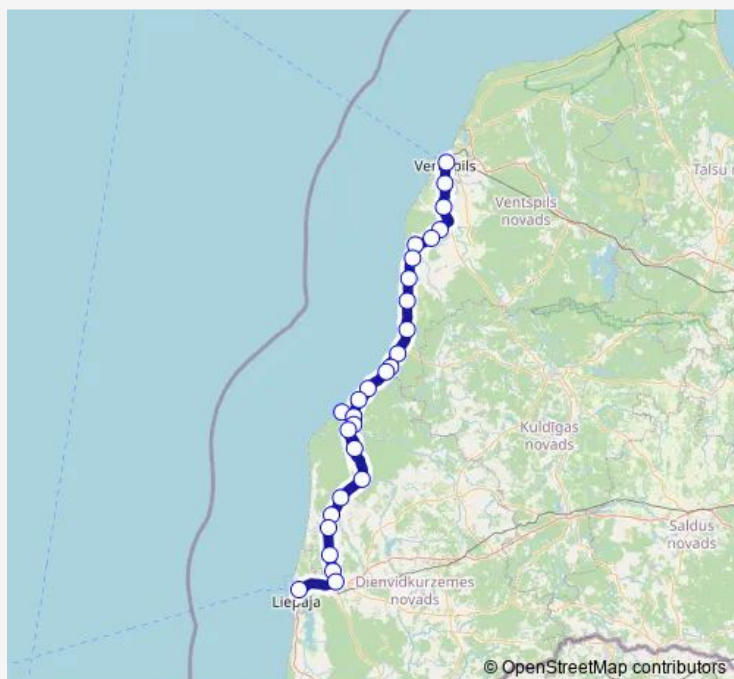 Ventspils
Talsu n
Ventspils
novads
Kuldīgas
novads
Saldus
novads
Dienvidkurzemes
novads
Liepāja
© OpenStreetMap contributors